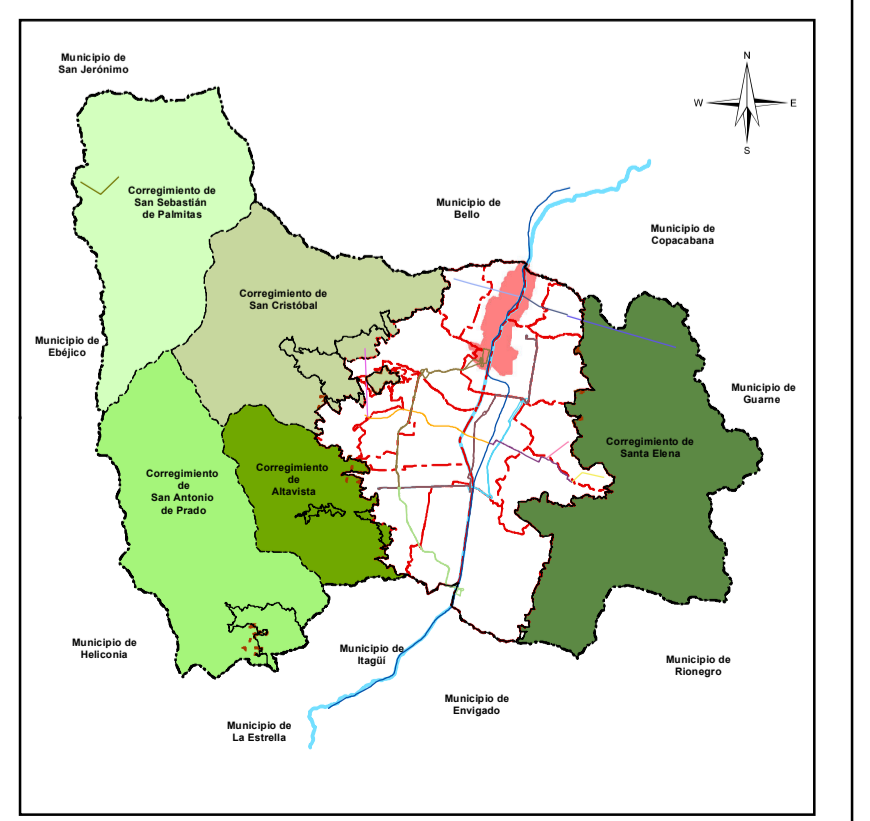 Municipio de
San Jerónimo
N
W
E
S
Corregimiento de
San Sebastián
de Palmitas
Municipio de
Bello
Municipio de
Copacabana
Corregimiento de
San Cristóbal
Municipio de
Ebéjico
Municipio de
Guarne
Corregimiento de
Santa Elena
Corregimiento
de
San Antonio
de Prado
Corregimiento
de
Altavista
Municipio de
Heliconia
Municipio de
Itagüí
Municipio de
Rionegro
Municipio de
Envigado
Municipio de
La Estrella